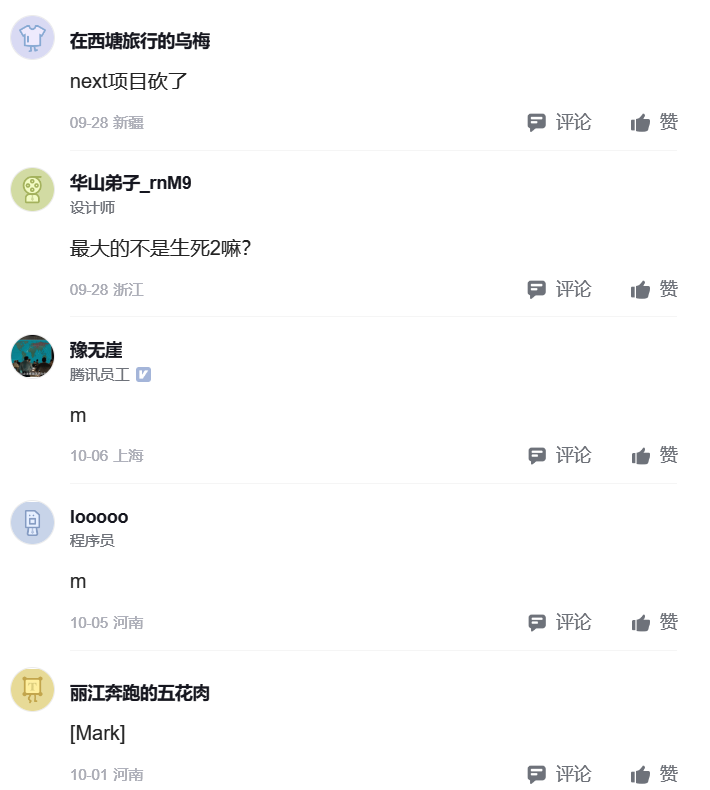 在西塘旅行的乌梅
next项目砍了
09-28 新疆 评论 赞
华山弟子_rnM9
设计师
最大的不是生死2嘛?
09-28 浙江 评论 赞
豫无崖
腾讯员工
m
10-06 上海 评论 赞
looooo
程序员
m
10-05 河南 评论 赞
丽江奔跑的五花肉
[Mark]
10-01 河南 评论 赞